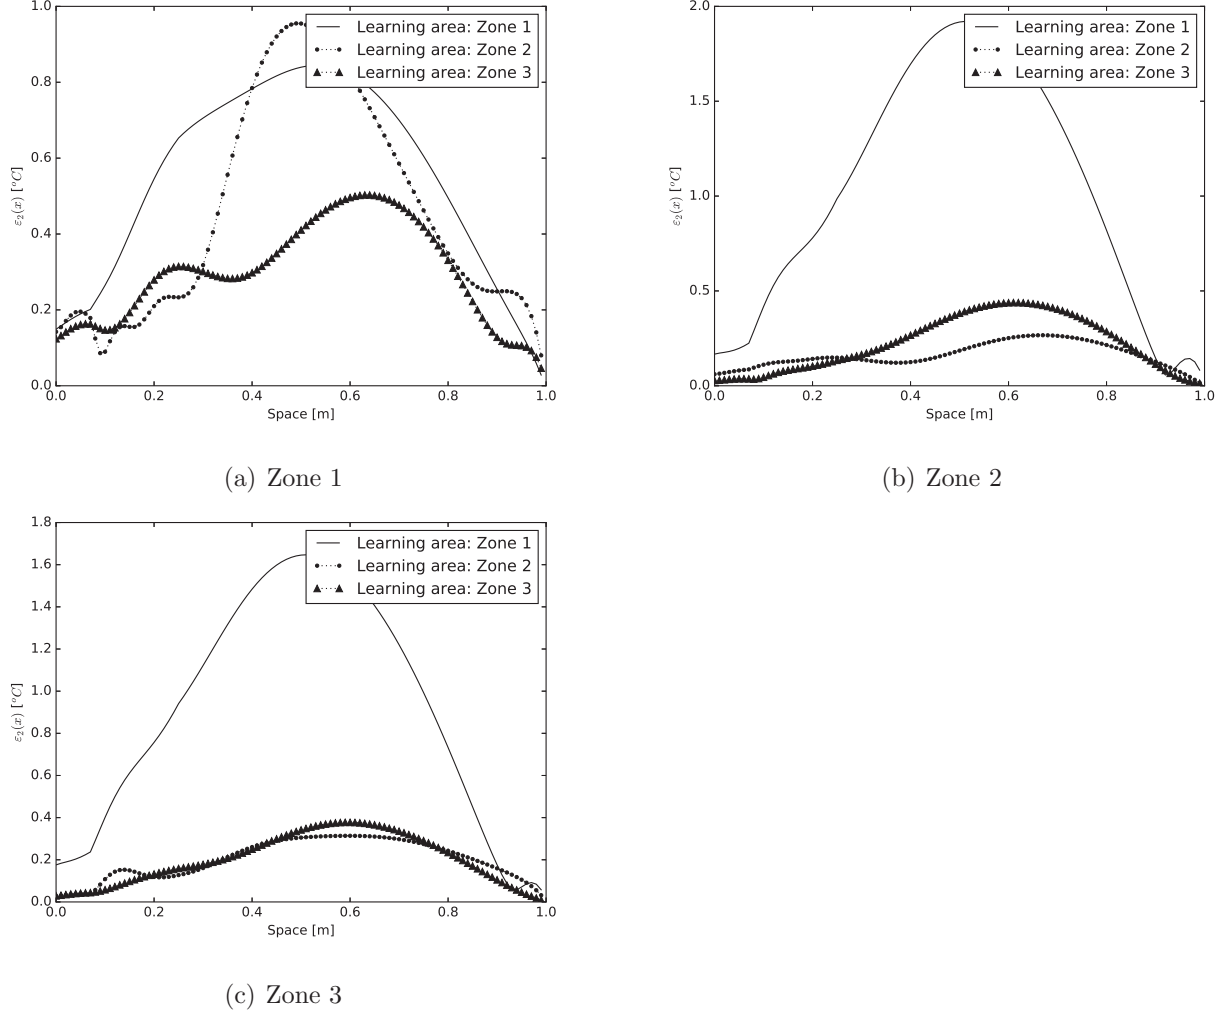 1.0
0.8
0.6
0.4
0.2
0.0
ε₂(x) [°C]
0.0 0.2 0.4 0.6 0.8 1.0
Space [m]
Learning area: Zone 1
Learning area: Zone 2
Learning area: Zone 3
(a) Zone 1
2.0
1.5
1.0
0.5
0.0
ε₂(x) [°C]
0.0 0.2 0.4 0.6 0.8 1.0
Space [m]
Learning area: Zone 1
Learning area: Zone 2
Learning area: Zone 3
(b) Zone 2
1.8
1.6
1.4
1.2
1.0
0.8
0.6
0.4
0.2
0.0
ε₂(x) [°C]
0.0 0.2 0.4 0.6 0.8 1.0
Space [m]
Learning area: Zone 1
Learning area: Zone 2
Learning area: Zone 3
(c) Zone 3